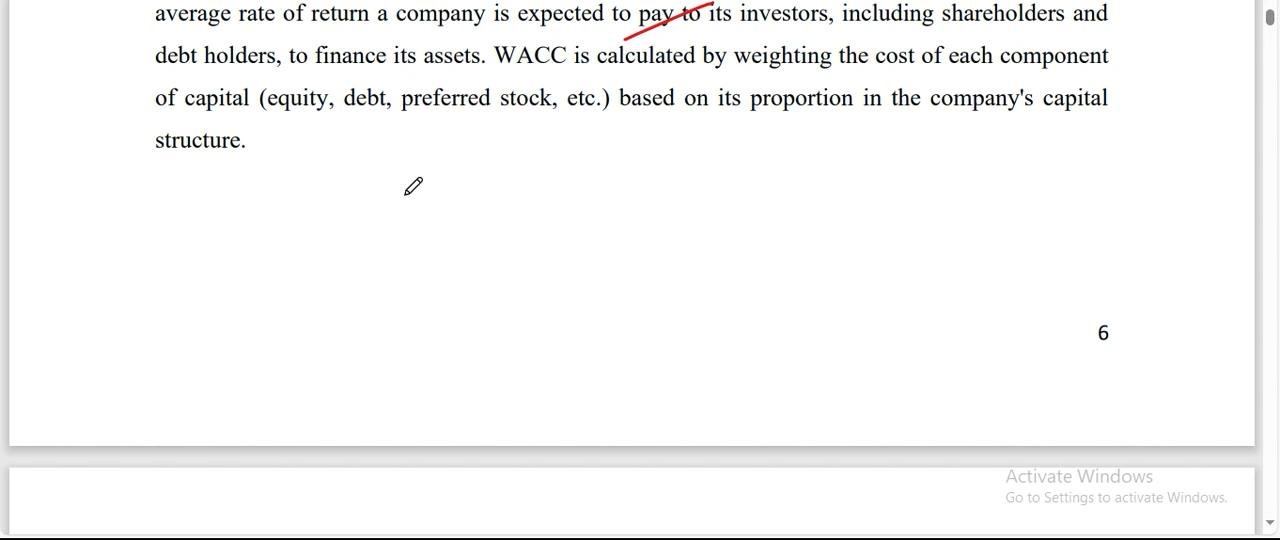 average rate of return a company is expected to pay to its investors, including shareholders and
debt holders, to finance its assets. WACC is calculated by weighting the cost of each component
of capital (equity, debt, preferred stock, etc.) based on its proportion in the company's capital
structure.
6
Activate Windows
Go to Settings to activate Windows.